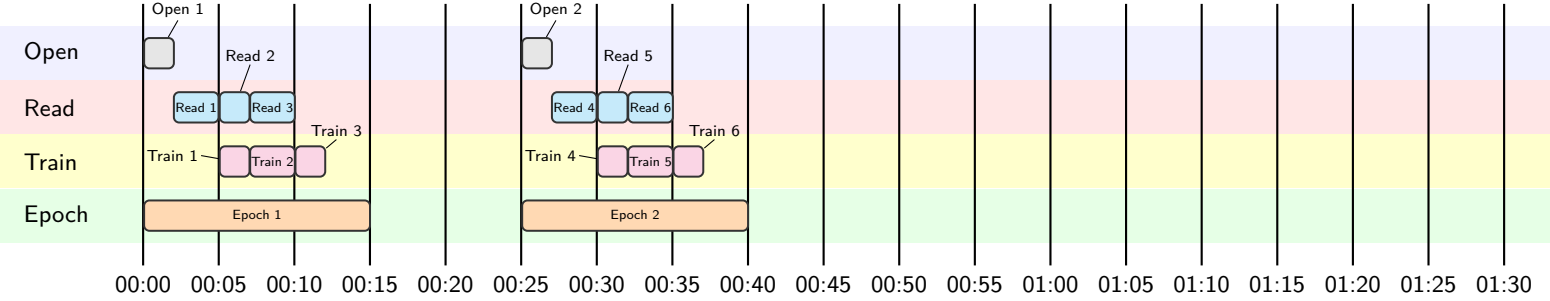 Open 1
Open 2
Open
Read 2
Read 5
Read
Read 1
Read 3
Read 4
Read 6
Train 3
Train 6
Train
Train 1
Train 2
Train 4
Train 5
Epoch
Epoch 1
Epoch 2
00:00 00:05 00:10 00:15 00:20 00:25 00:30 00:35 00:40 00:45 00:50 00:55 01:00 01:05 01:10 01:15 01:20 01:25 01:30